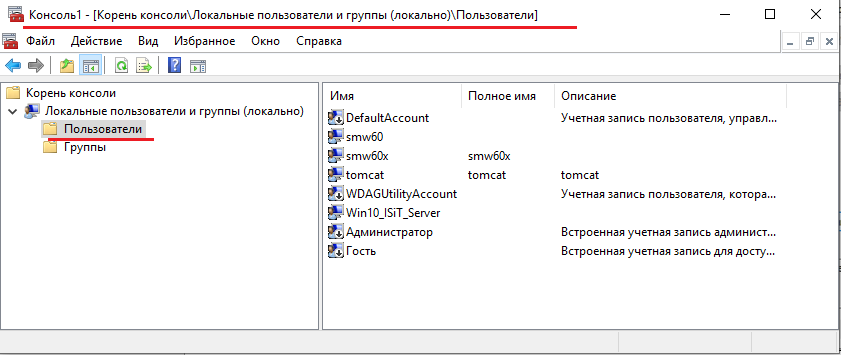 Консоль1 - [Корень консоли\Локальные пользователи и группы (локально)\Пользователи]
Файл Действие Вид Избранное Окно Справка
Корень консоли
Локальные пользователи и группы (локально)
Пользователи
Группы
Имя Полное имя Описание
DefaultAccount Учетная запись пользователя, управл...
smw60
smw60x smw60x
tomcat tomcat tomcat
WDAGUtilityAccount Учетная запись пользователя, котора...
Win10_ISiT_Server
Администратор Встроенная учетная запись админист...
Гость Встроенная учетная запись для досту...